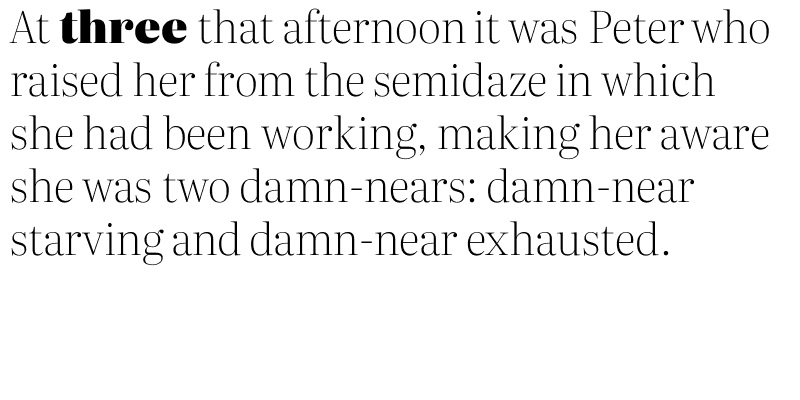 At three that afternoon it was Peter who
raised her from the semidaze in which
she had been working, making her aware
she was two damn-nears: damn-near
starving and damn-near exhausted.